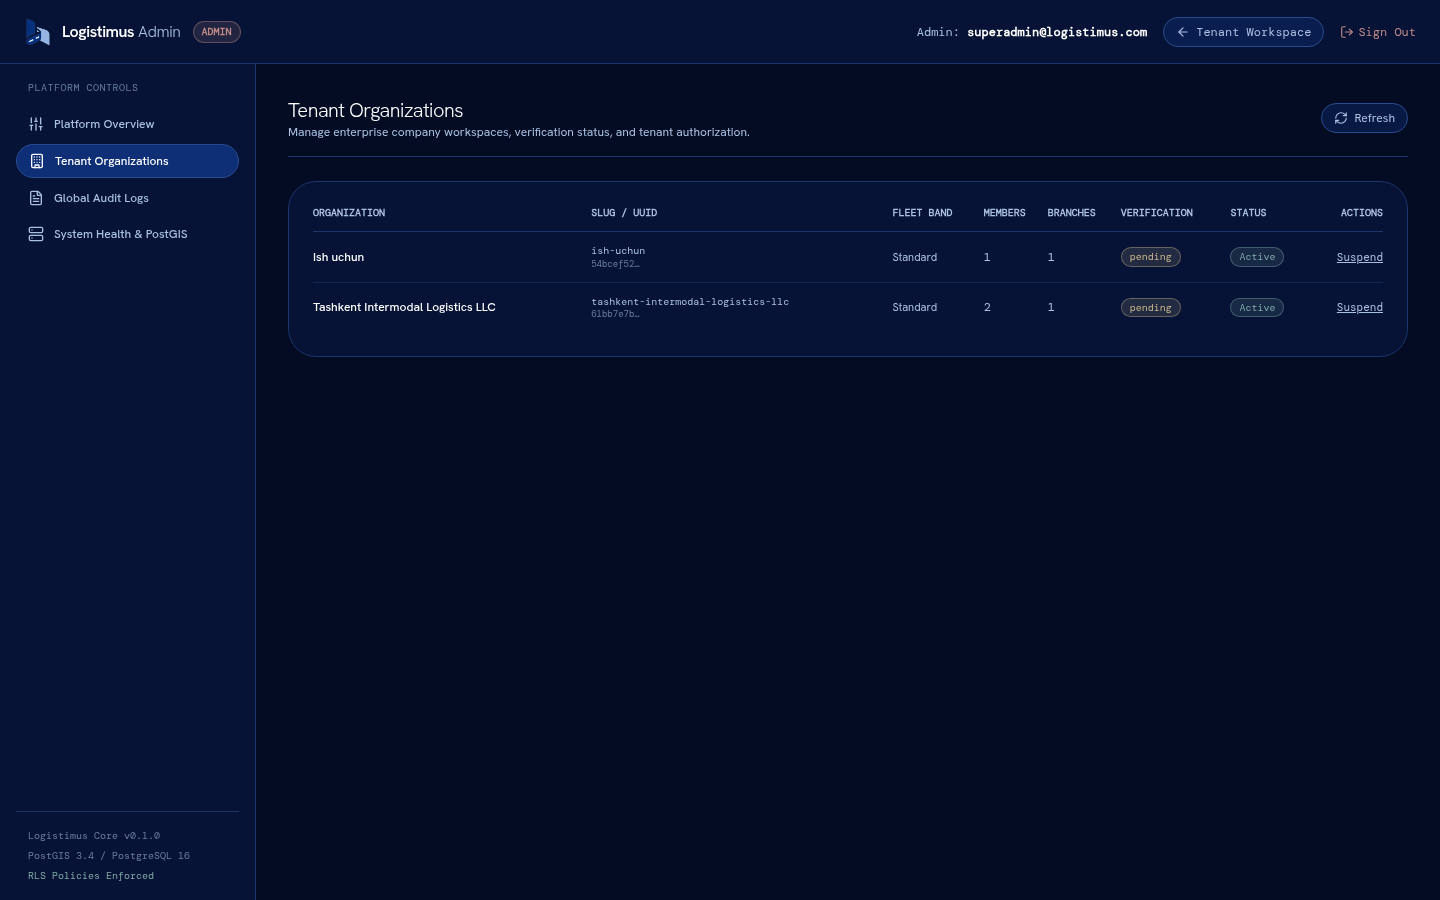 Logistimus Admin ADMIN
Admin: superadmin@logistimus.com
Tenant Workspace
Sign Out
PLATFORM CONTROLS
Platform Overview
Tenant Organizations
Global Audit Logs
System Health & PostGIS
Logistimus Core v0.1.0
PostGIS 3.4 / PostgreSQL 16
RLS Policies Enforced
Tenant Organizations
Manage enterprise company workspaces, verification status, and tenant authorization.
Refresh
ORGANIZATION SLUG / UUID FLEET BAND MEMBERS BRANCHES VERIFICATION STATUS ACTIONS
Ish uchun ish-uchun Standard 1 1 pending Active Suspend
54bcef52…
Tashkent Intermodal Logistics LLC tashkent-intermodal-logistics-llc Standard 2 1 pending Active Suspend
61bb7e7b…